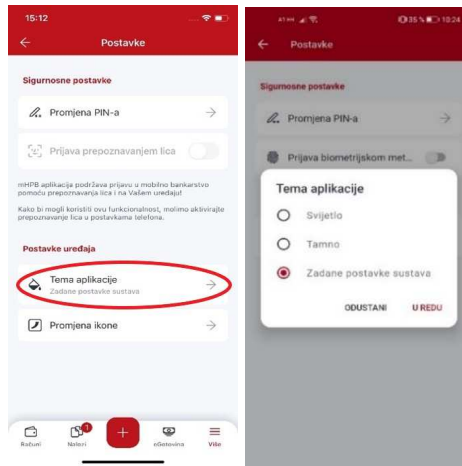 15:12
Postavke
Sigurnosne postavke
Promjena PIN-a
Prijava prepoznavanjem lica
mHPB aplikacija podržava prijavu u mobilno bankarstvo
pomoću prepoznavanja lica i na Vašem uređaju!
Kako bi mogli koristiti ovu funkcionalnost, molimo aktivirajte
prepoznavanje lica u postavkama telefona.
Postavke uređaja
Tema aplikacije
Zadane postavke sustava
Promjena ikone
1
Računi
Nalozi
mGotovina
Više
35 %
10:24
Postavke
Sigurnosne postavke
Promjena PIN-a
Prijava biometrijskom met...
Tema aplikacije
Svijetlo
Tamno
Zadane postavke sustava
ODUSTANI
U REDU